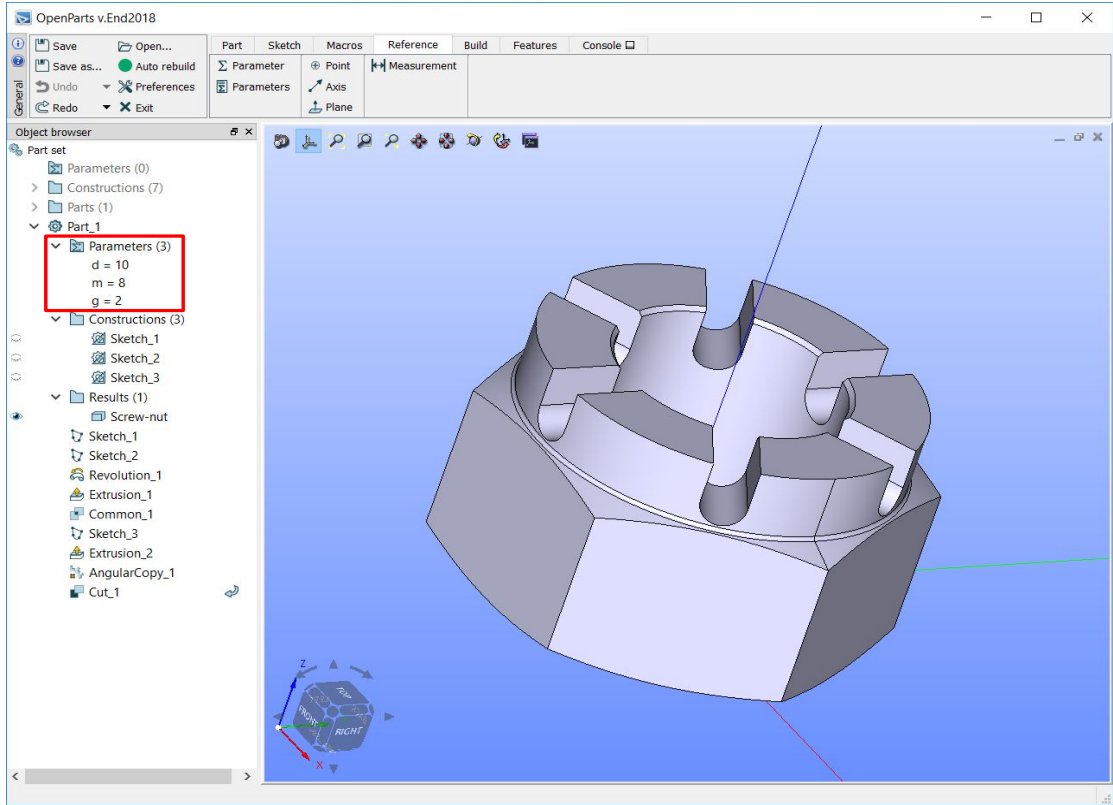 OpenParts v.End2018
General
Save
Open...
Save as...
Auto rebuild
Undo
Preferences
Redo
Exit
Part Sketch Macros Reference Build Features Console
Parameter
Parameters
Point
Axis
Plane
Measurement
Object browser
Part set
Parameters (0)
Constructions (7)
Parts (1)
Part_1
Parameters (3)
d = 10
m = 8
g = 2
Constructions (3)
Sketch_1
Sketch_2
Sketch_3
Results (1)
Screw-nut
Sketch_1
Sketch_2
Revolution_1
Extrusion_1
Common_1
Sketch_3
Extrusion_2
AngularCopy_1
Cut_1
Z
TOP
FRONT
RIGHT
X